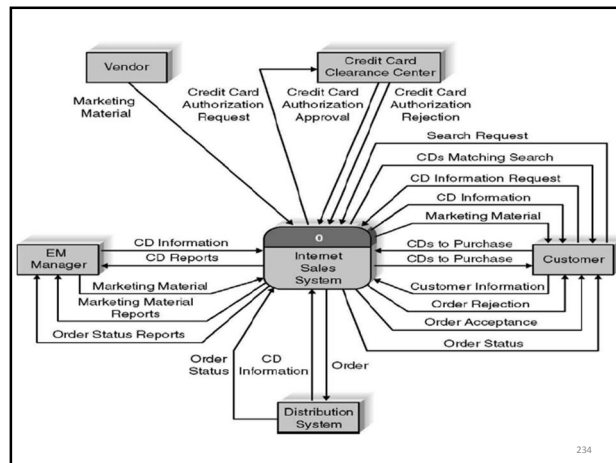 Vendor
Credit Card
Clearance Center
Marketing
Material
Credit Card
Authorization
Request
Credit Card
Authorization
Approval
Credit Card
Authorization
Rejection
Search Request
CDs Matching Search
CD Information Request
CD Information
Marketing Material
0
Internet
Sales
System
EM
Manager
CD Information
CD Reports
Marketing Material
Marketing Material
Reports
Order Status Reports
CDs to Purchase
CDs to Purchase
Customer
Customer Information
Order Rejection
Order Acceptance
Order Status
Order
Status
CD
Information
Order
Distribution
System
234